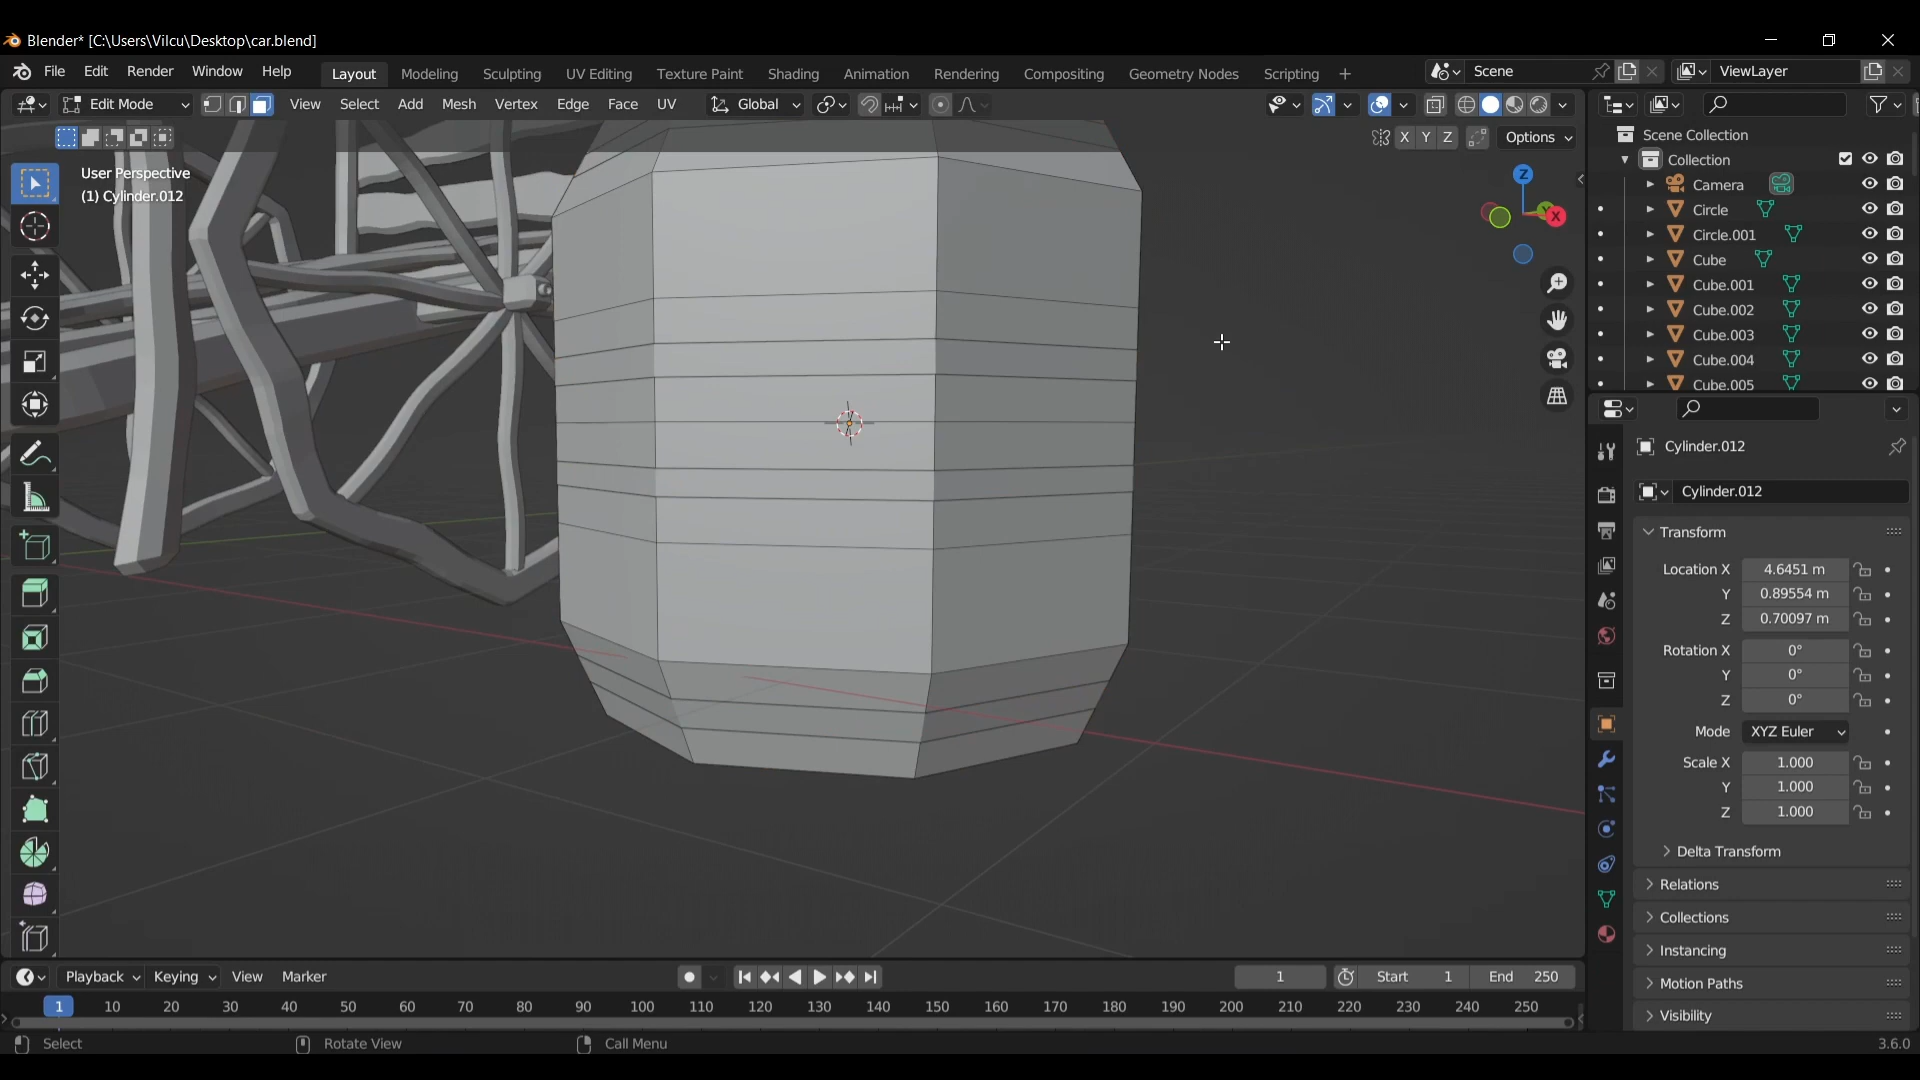 Blender* [C:\Users\Vilcu\Desktop\car.blend]
File Edit Render Window Help
Layout Modeling Sculpting UV Editing Texture Paint Shading Animation Rendering Compositing Geometry Nodes Scripting +
Scene
ViewLayer
Edit Mode
View Select Add Mesh Vertex Edge Face UV
Global
X Y Z
Options
User Perspective
(1) Cylinder.012
Z
Y
X
Scene Collection
Collection
Camera
Circle
Circle.001
Cube
Cube.001
Cube.002
Cube.003
Cube.004
Cube.005
Cylinder.012
Cylinder.012
Transform
Location X 4.6451 m
Y 0.89554 m
Z 0.70097 m
Rotation X 0°
Y 0°
Z 0°
Mode XYZ Euler
Scale X 1.000
Y 1.000
Z 1.000
Delta Transform
Relations
Collections
Instancing
Motion Paths
Visibility
Playback Keying View Marker
1
Start 1
End 250
1 10 20 30 40 50 60 70 80 90 100 110 120 130 140 150 160 170 180 190 200 210 220 230 240 250
Select
Rotate View
Call Menu
3.6.0